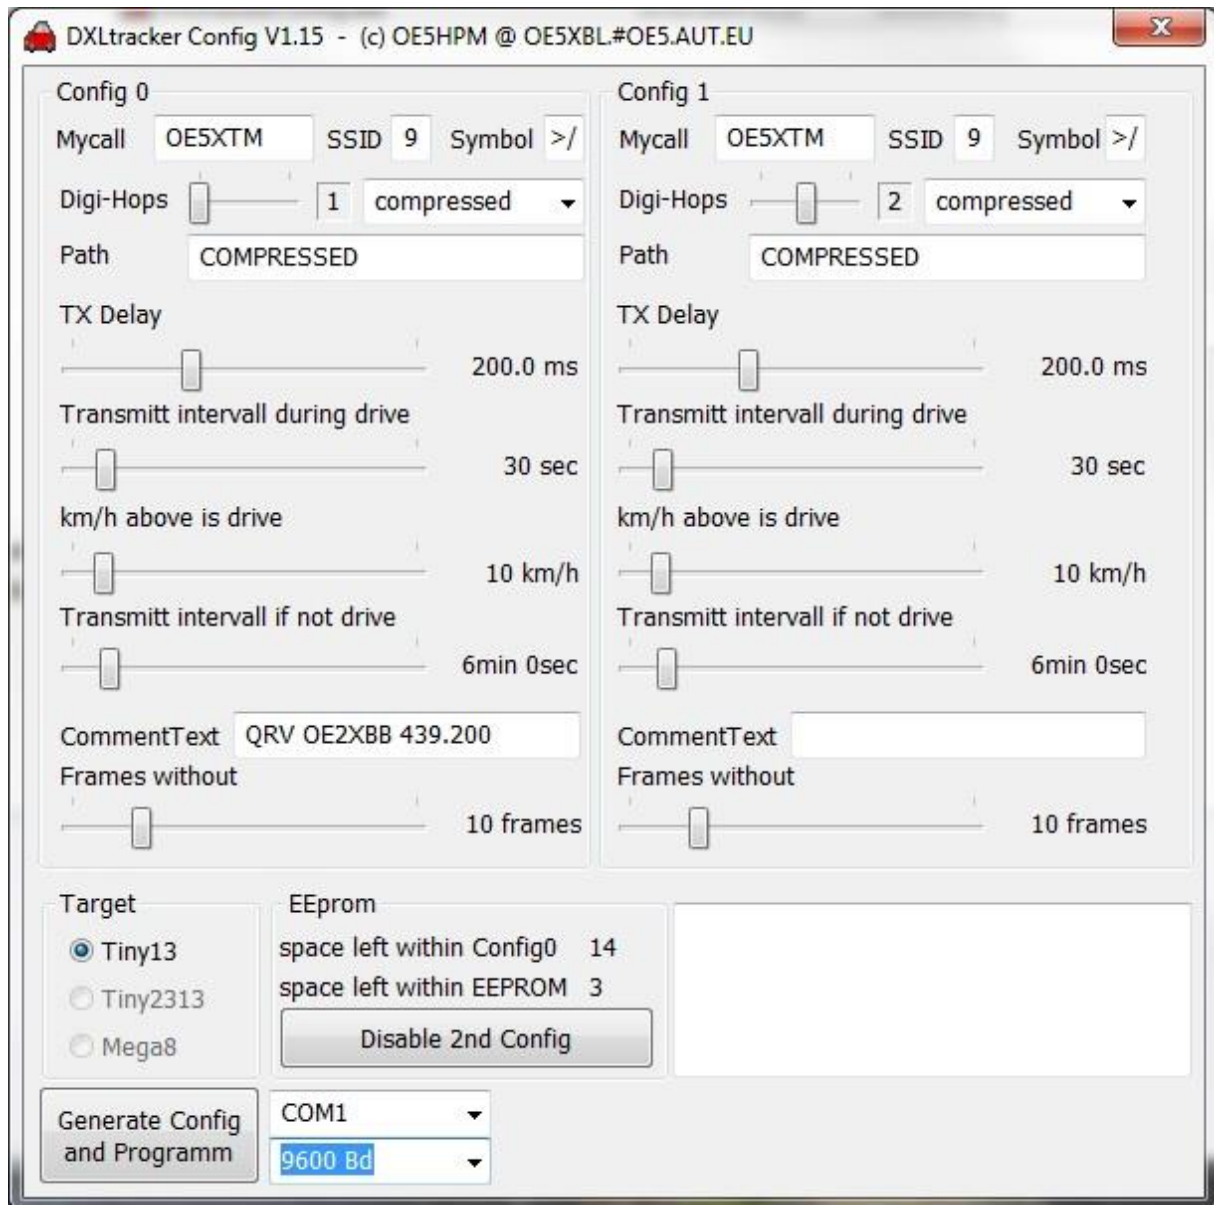 DXLtracker Config V1.15 - (c) OE5HPM @ OE5XBL.#OE5.AUT.EU
Config 0
Mycall OE5XTM SSID 9 Symbol >/
Digi-Hops 1 compressed
Path COMPRESSED
TX Delay
200.0 ms
Transmitt intervall during drive
30 sec
km/h above is drive
10 km/h
Transmitt intervall if not drive
6min 0sec
CommentText QRV OE2XBB 439.200
Frames without
10 frames
Config 1
Mycall OE5XTM SSID 9 Symbol >/
Digi-Hops 2 compressed
Path COMPRESSED
TX Delay
200.0 ms
Transmitt intervall during drive
30 sec
km/h above is drive
10 km/h
Transmitt intervall if not drive
6min 0sec
CommentText
Frames without
10 frames
Target
Tiny13
Tiny2313
Mega8
EEprom
space left within Config0 14
space left within EEPROM 3
Disable 2nd Config
Generate Config
and Programm
COM1
9600 Bd